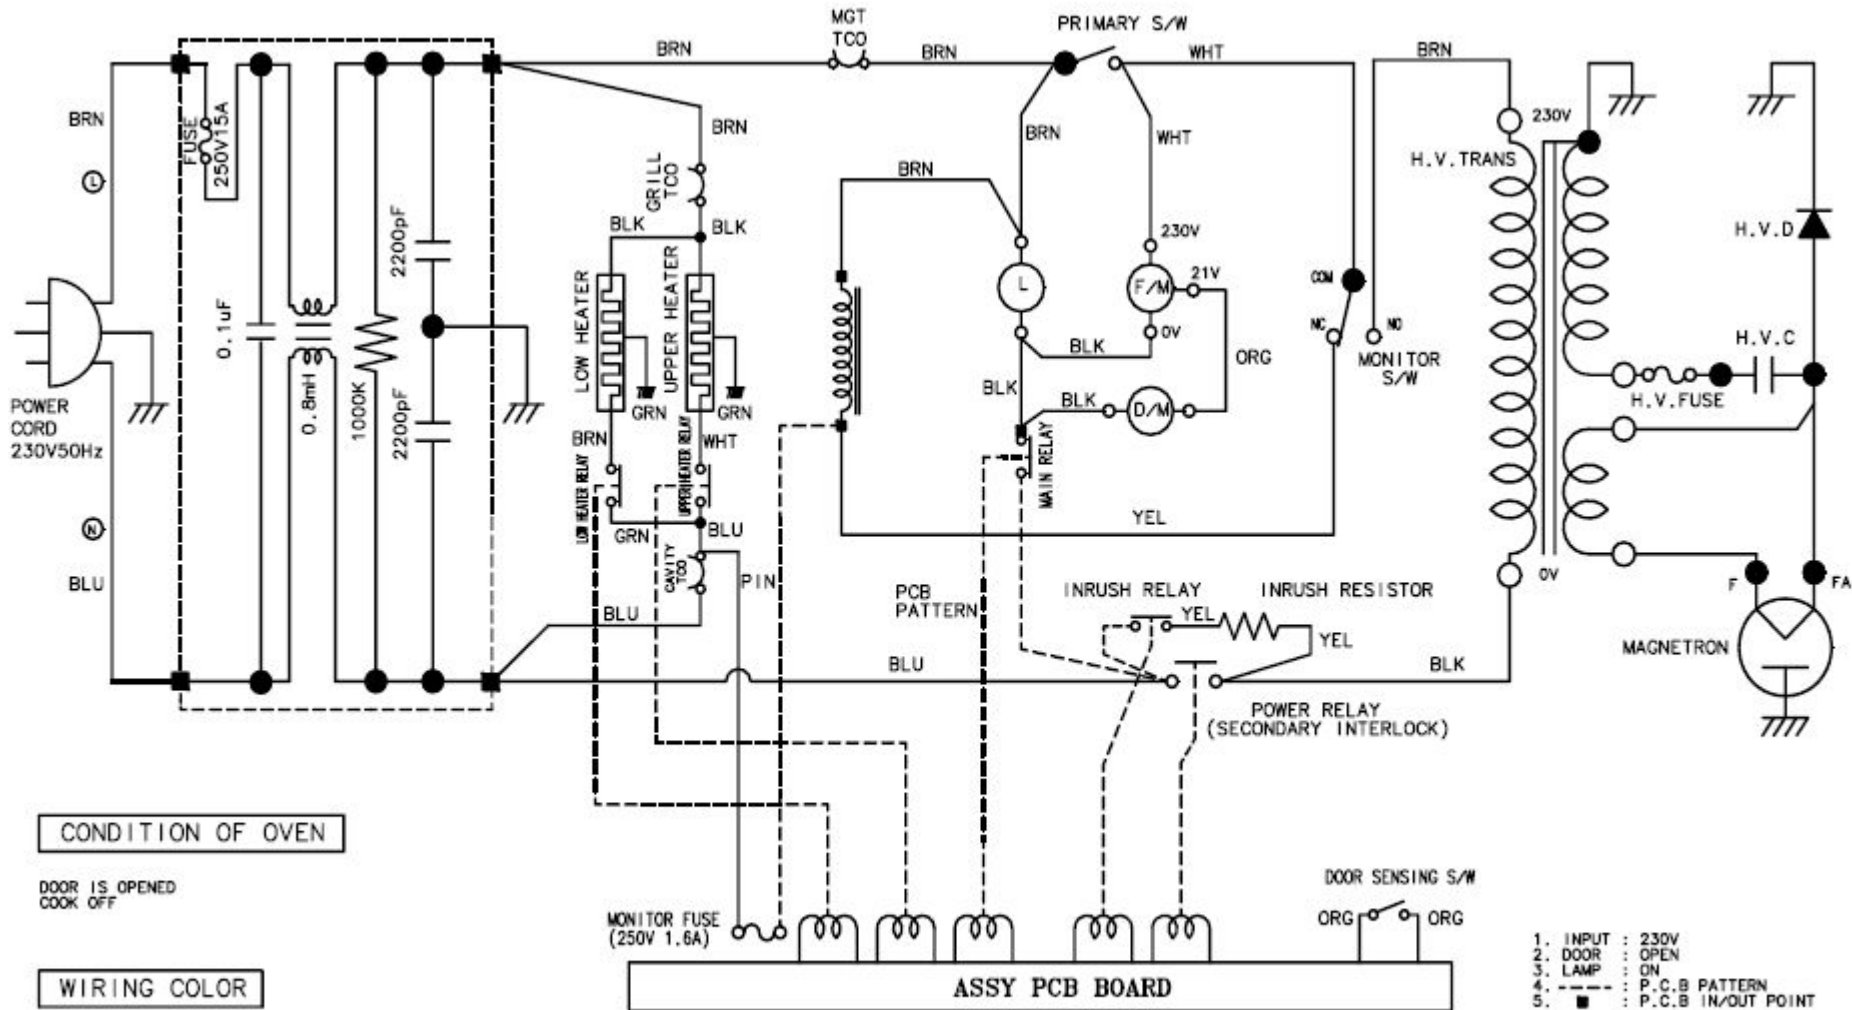 MGT
TCO
PRIMARY S/W
BRN
BRN
WHT
BRN
BRN
FUSE
250V15A
BRN
BRN
WHT
230V
H.V.TRANS
L
GRILL
TCO
BRN
BLK
BLK
2200pF
230V
21V
H.V.D
L
F/M
COM
0.1uF
LOW HEATER
UPPER HEATER
NC
NO
0V
BLK
ORG
MONITOR
S/W
H.V.C
POWER
CORD
230V50Hz
0.8mH
1000K
2200pF
GRN
GRN
BLK
BLK
D/M
H.V.FUSE
BRN
WHT
LOW HEATER RELAY
UPPER HEATER RELAY
MAIN RELAY
N
GRN
BLU
YEL
CAVITY
TCO
PIN
BLU
PCB
PATTERN
INRUSH RELAY
INRUSH RESISTOR
0V
F
FA
BLU
YEL
YEL
BLU
BLK
MAGNETRON
POWER RELAY
(SECONDARY INTERLOCK)
CONDITION OF OVEN
DOOR IS OPENED
COOK OFF
DOOR SENSING S/W
MONITOR FUSE
(250V 1.6A)
ORG
ORG
WIRING COLOR
ASSY PCB BOARD
1. INPUT : 230V
2. DOOR : OPEN
3. LAMP : ON
4. ----- : P.C.B PATTERN
5. ■ : P.C.B IN/OUT POINT